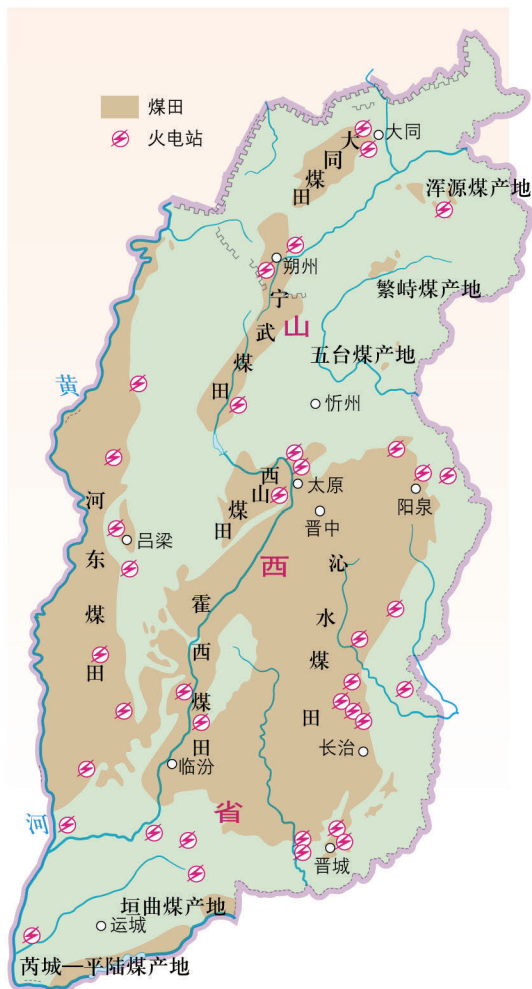 煤田
火电站
大同
大同煤田
浑源煤产地
朔州
繁峙煤产地
宁武煤田
山西省
五台煤产地
忻州
黄河
西山煤田
太原
阳泉
晋中
河东煤田
吕梁
沁水煤田
霍西煤田
长治
临汾
晋城
垣曲煤产地
运城
芮城—平陆煤产地